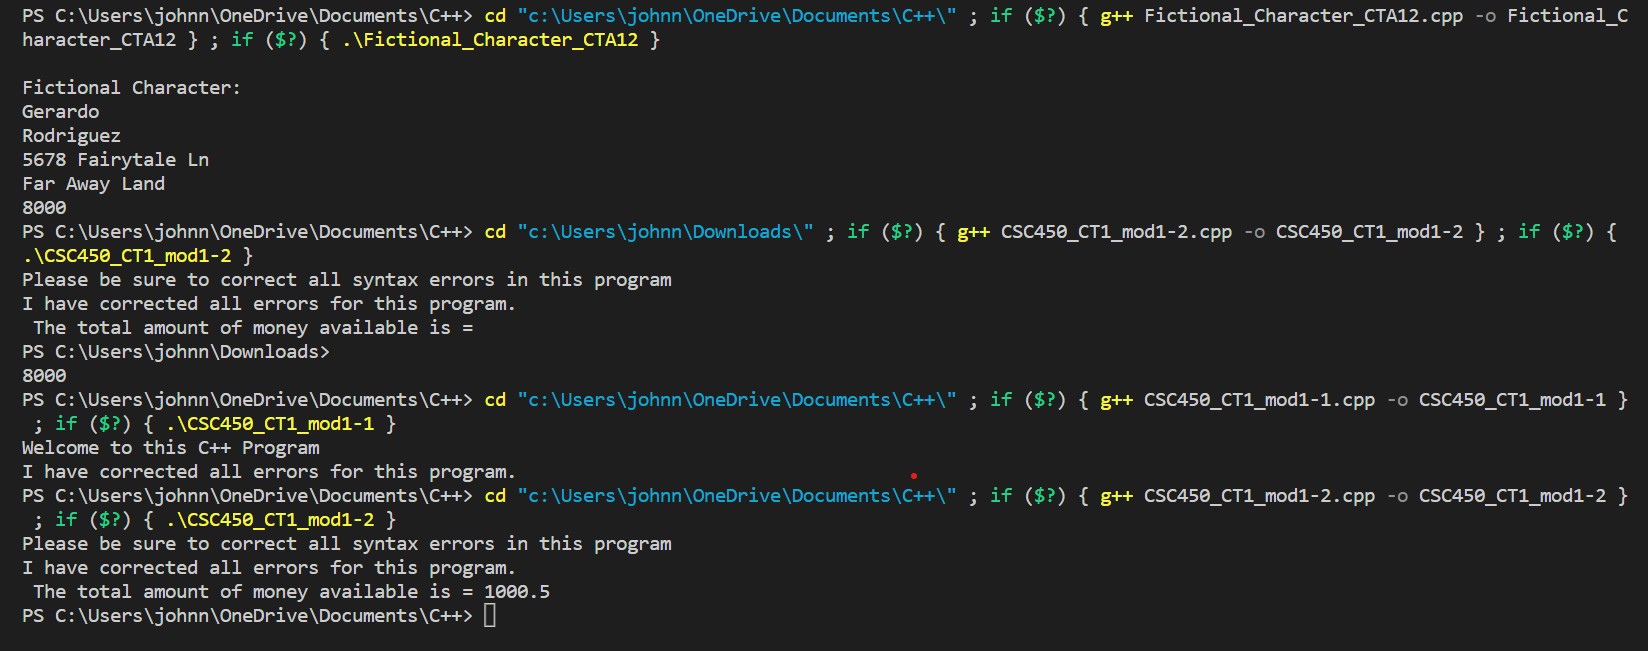 PS C:\Users\johnn\OneDrive\Documents\C++> cd "c:\Users\johnn\OneDrive\Documents\C++\" ; if ($?) { g++ Fictional_Character_CTA12.cpp -o Fictional_C
haracter_CTA12 } ; if ($?) { .\Fictional_Character_CTA12 }
Fictional Character:
Gerardo
Rodriguez
5678 Fairytale Ln
Far Away Land
8000
PS C:\Users\johnn\OneDrive\Documents\C++> cd "c:\Users\johnn\Downloads\" ; if ($?) { g++ CSC450_CT1_mod1-2.cpp -o CSC450_CT1_mod1-2 } ; if ($?) {
.\CSC450_CT1_mod1-2 }
Please be sure to correct all syntax errors in this program
I have corrected all errors for this program.
 The total amount of money available is =
PS C:\Users\johnn\Downloads>
8000
PS C:\Users\johnn\OneDrive\Documents\C++> cd "c:\Users\johnn\OneDrive\Documents\C++\" ; if ($?) { g++ CSC450_CT1_mod1-1.cpp -o CSC450_CT1_mod1-1 }
 ; if ($?) { .\CSC450_CT1_mod1-1 }
Welcome to this C++ Program
I have corrected all errors for this program.
PS C:\Users\johnn\OneDrive\Documents\C++> cd "c:\Users\johnn\OneDrive\Documents\C++\" ; if ($?) { g++ CSC450_CT1_mod1-2.cpp -o CSC450_CT1_mod1-2 }
 ; if ($?) { .\CSC450_CT1_mod1-2 }
Please be sure to correct all syntax errors in this program
I have corrected all errors for this program.
 The total amount of money available is = 1000.5
PS C:\Users\johnn\OneDrive\Documents\C++>